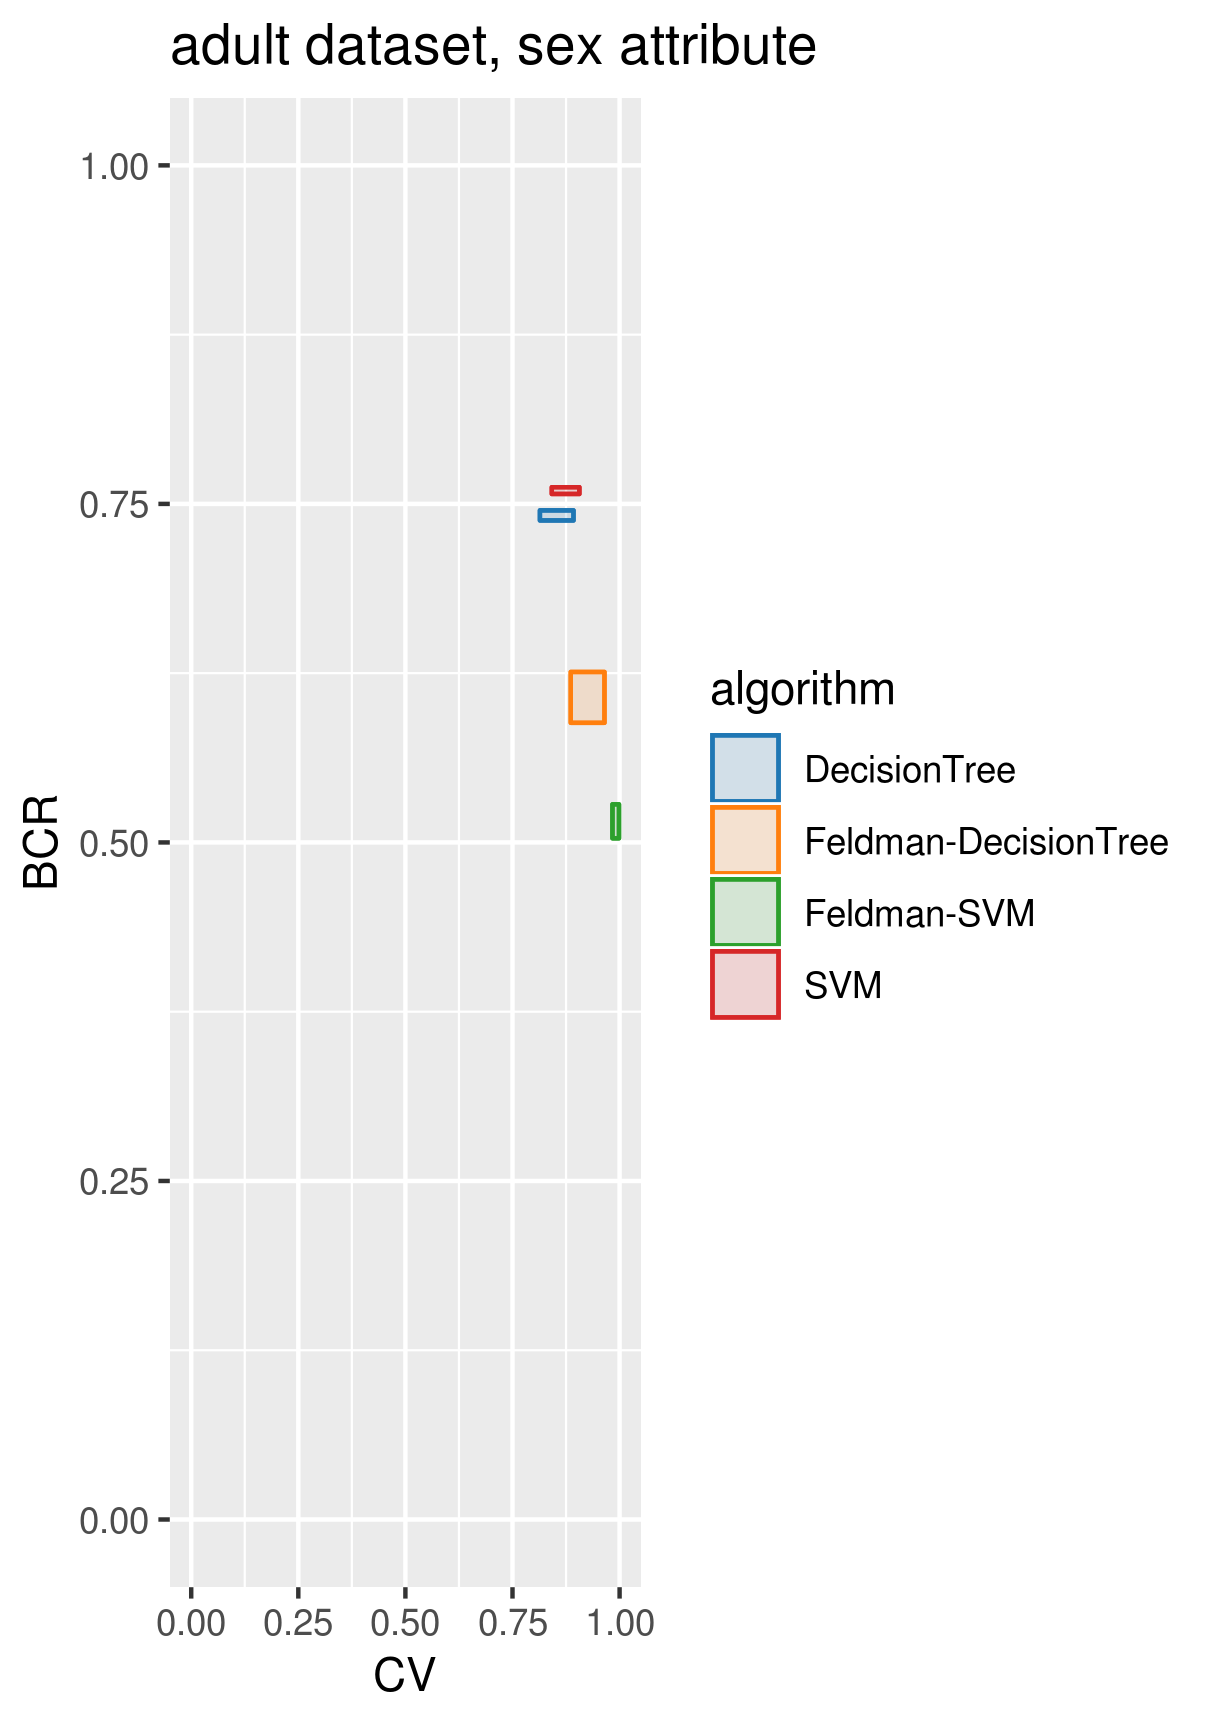 adult dataset, sex attribute
1.00
0.75
0.50
0.25
0.00
BCR
0.00 0.25 0.50 0.75 1.00
CV
algorithm
DecisionTree
Feldman-DecisionTree
Feldman-SVM
SVM